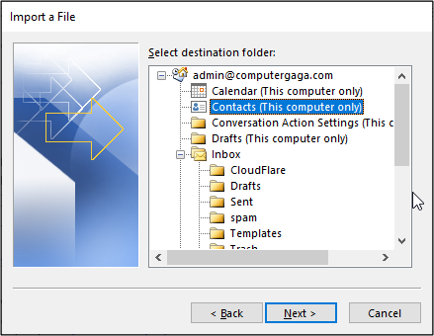 Import a File
Select destination folder:
admin@computergaga.com
Calendar (This computer only)
Contacts (This computer only)
Conversation Action Settings (This c
Drafts (This computer only)
Inbox
CloudFlare
Drafts
Sent
spam
Templates
Trash
< Back
Next >
Cancel